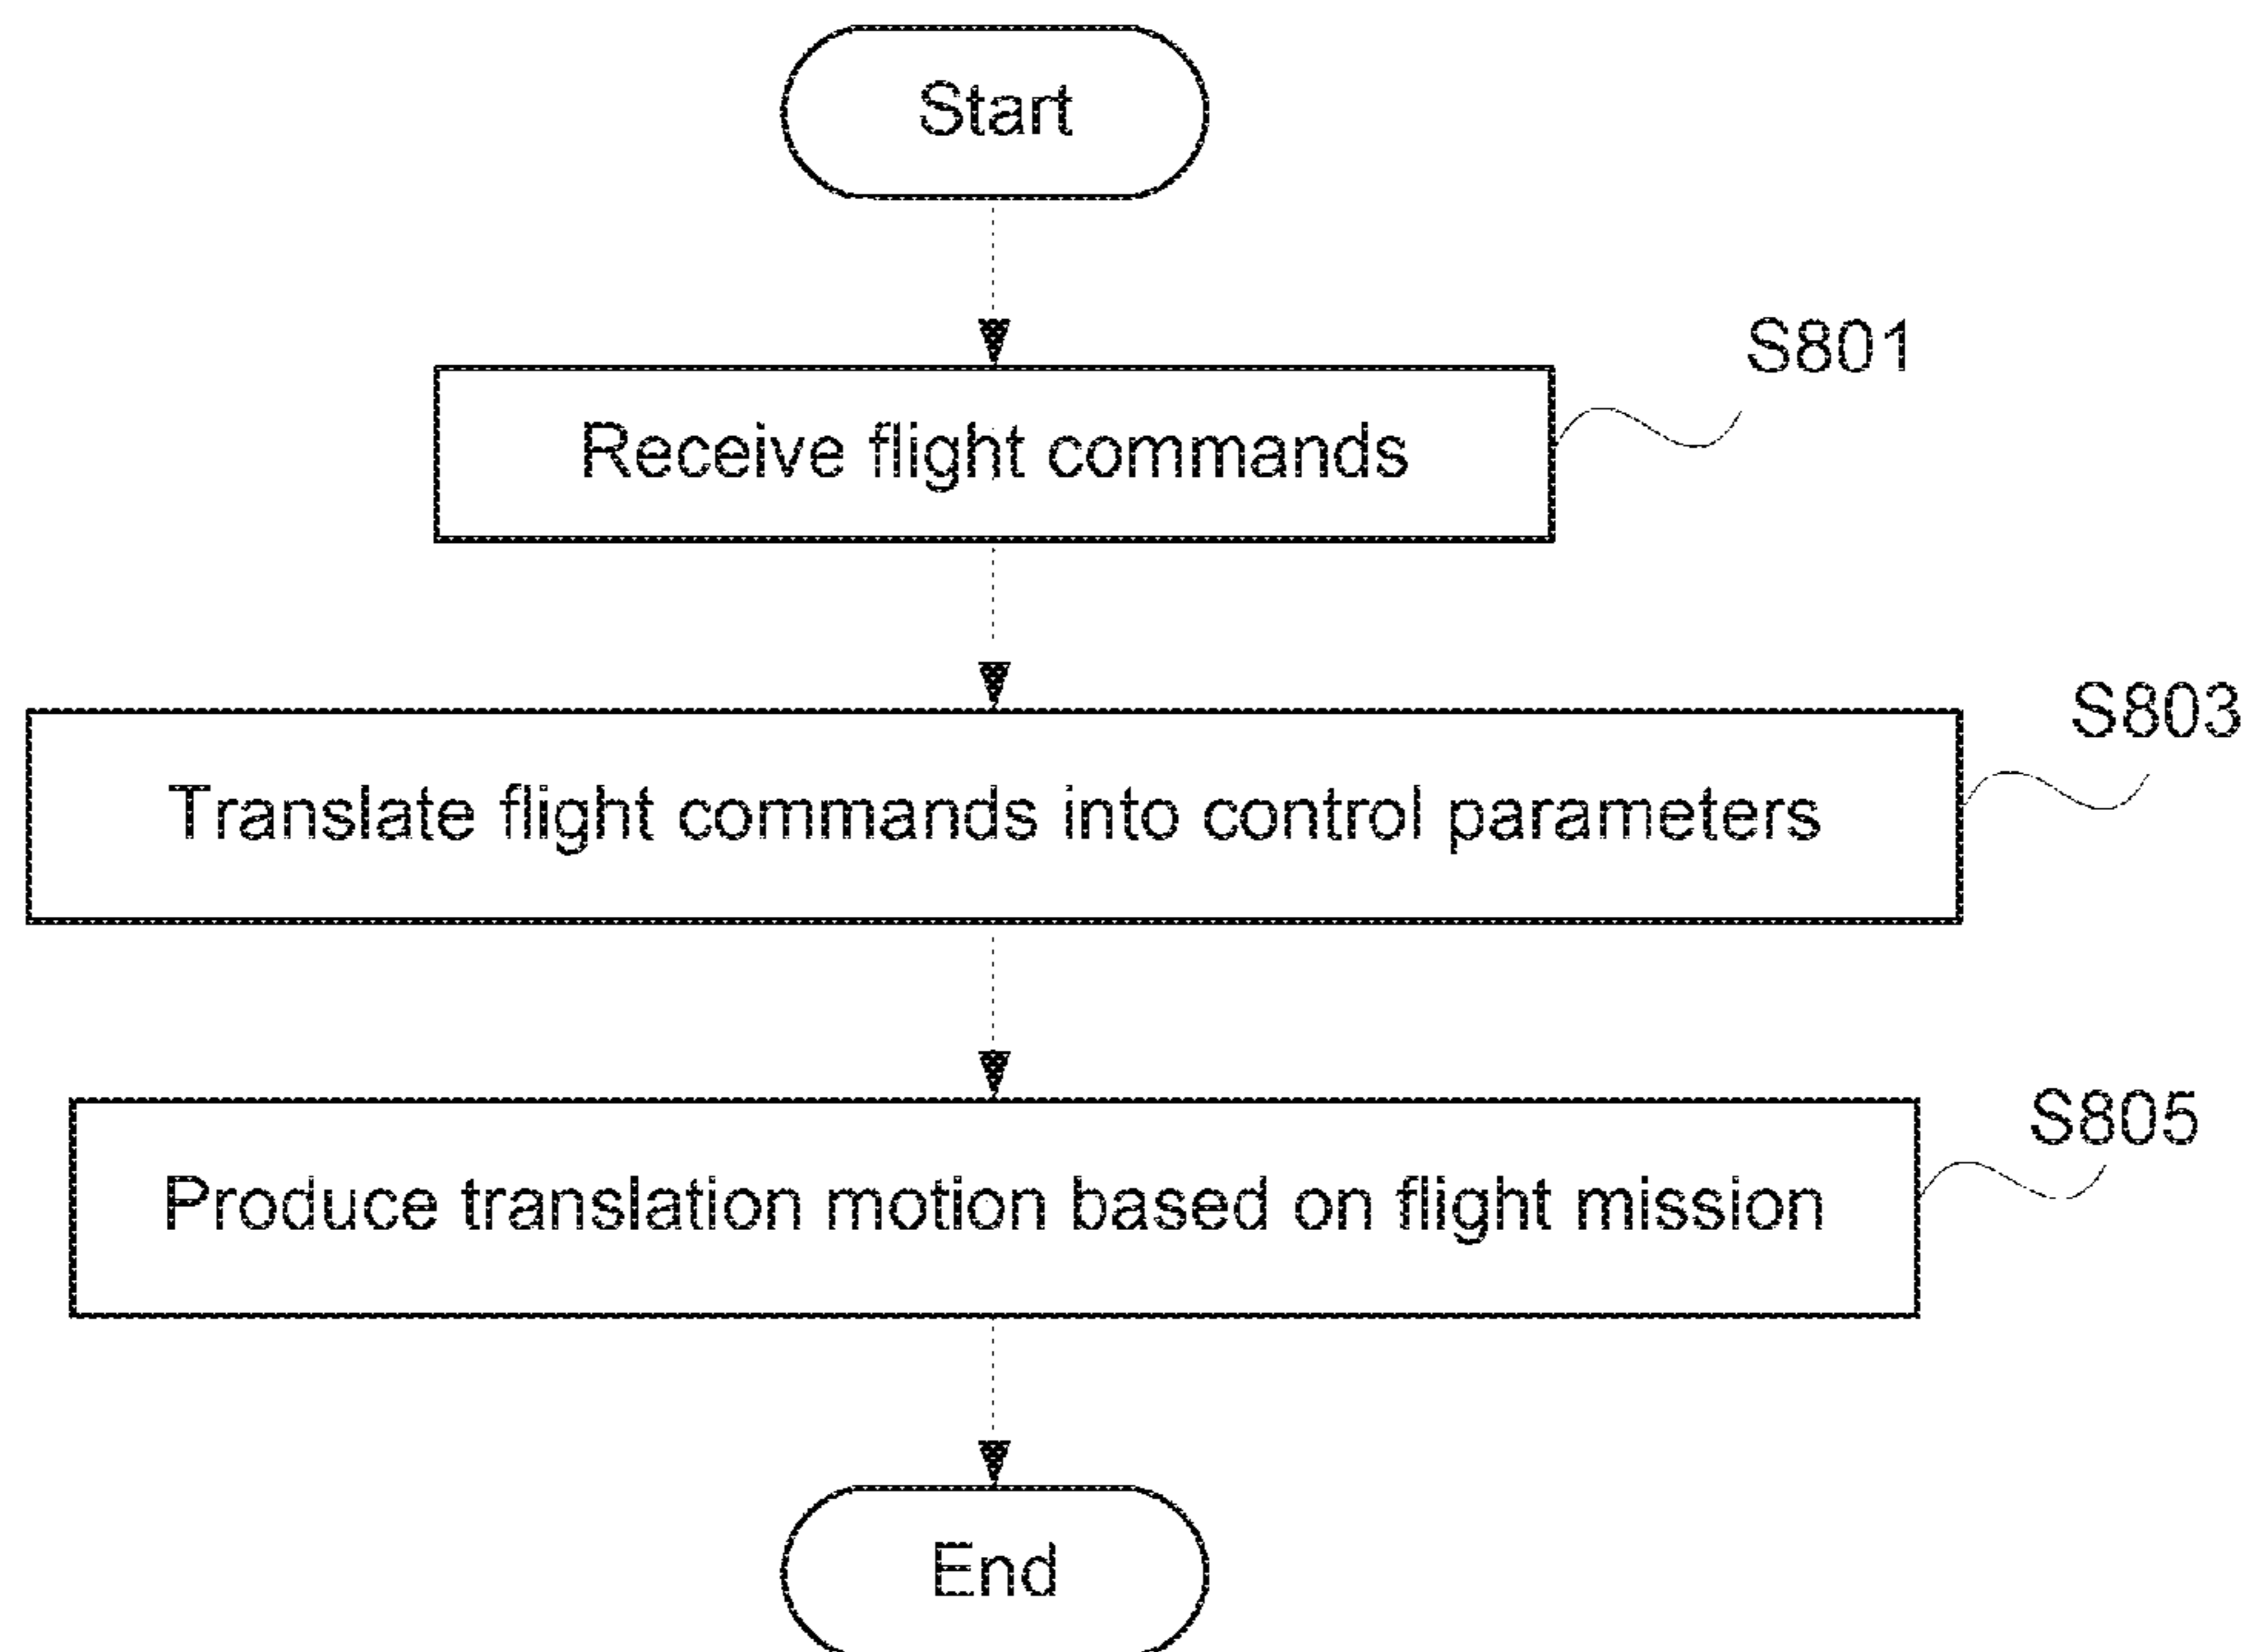 Start
S801
Receive flight commands
S803
Translate flight commands into control parameters
S805
Produce translation motion based on flight mission
End